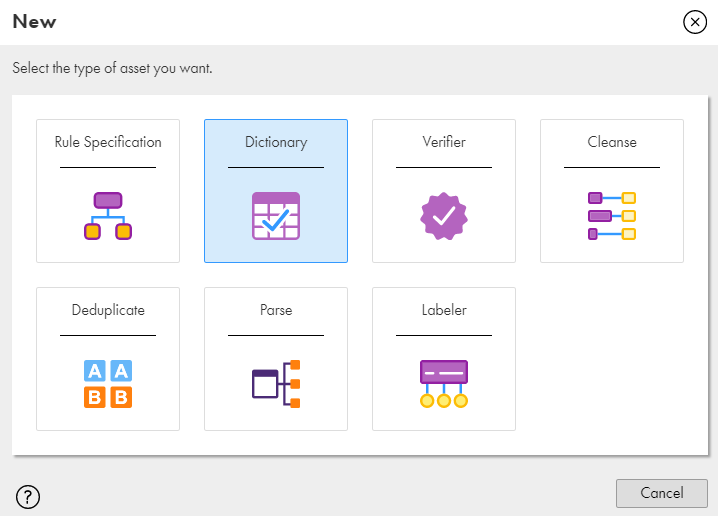 New
Select the type of asset you want.
Rule Specification
Dictionary
Verifier
Cleanse
Deduplicate
Parse
Labeler
A A
B B
?
Cancel